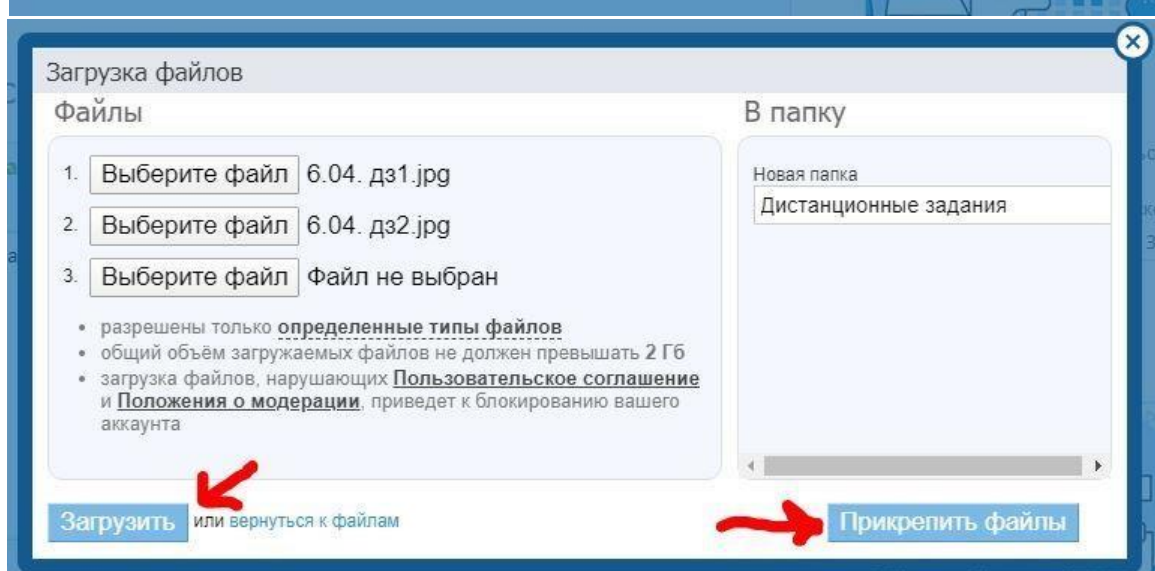 Загрузка файлов
Файлы
1. Выберите файл 6.04. дз1.jpg
2. Выберите файл 6.04. дз2.jpg
3. Выберите файл Файл не выбран
• разрешены только определенные типы файлов
• общий объём загружаемых файлов не должен превышать 2 Гб
• загрузка файлов, нарушающих Пользовательское соглашение
и Положения о модерации, приведет к блокированию вашего
аккаунта
В папку
Новая папка
Дистанционные задания
Загрузить или вернуться к файлам
Прикрепить файлы